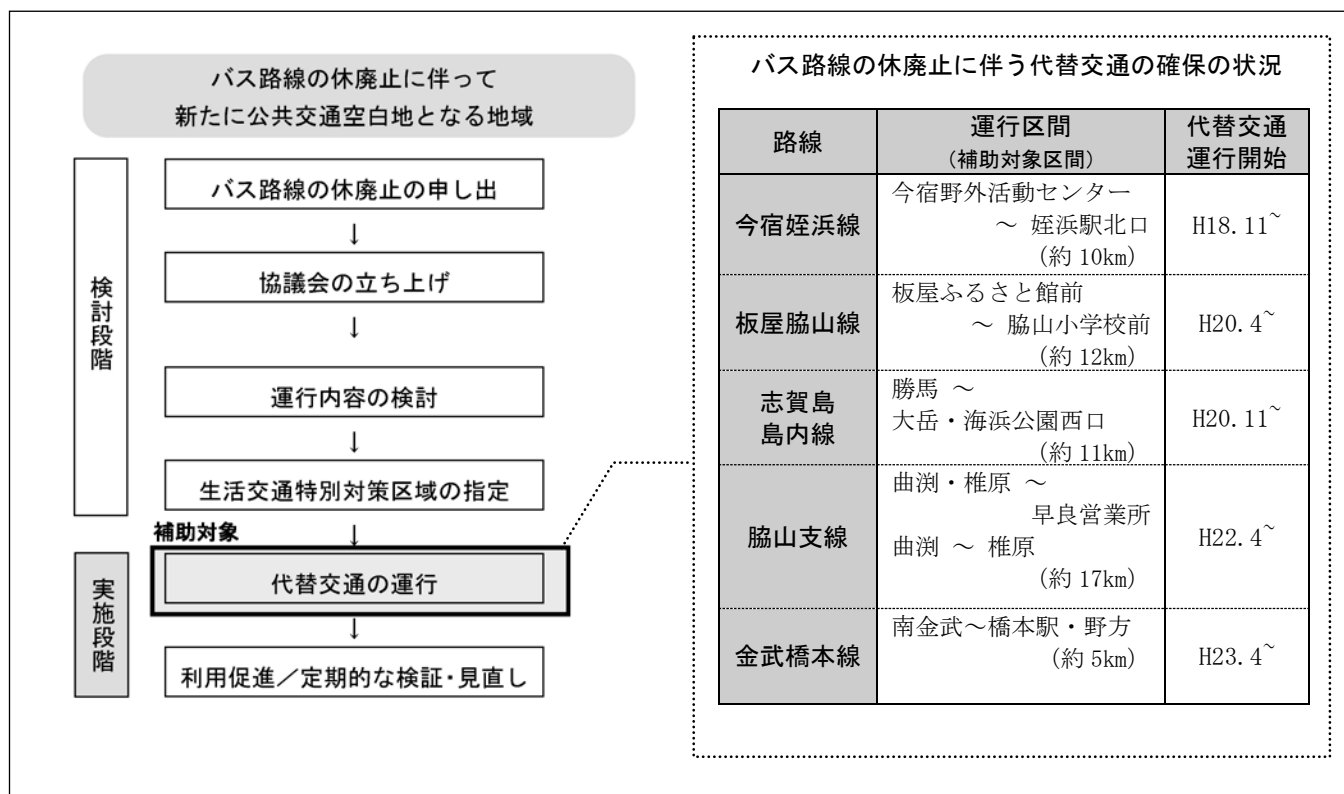 バス路線の休廃止に伴って
新たに公共交通空白地となる地域
検討段階
バス路線の休廃止の申し出
↓
協議会の立ち上げ
↓
運行内容の検討
↓
生活交通特別対策区域の指定
補助対象
↓
実施段階
代替交通の運行
↓
利用促進／定期的な検証・見直し
バス路線の休廃止に伴う代替交通の確保の状況
路線
運行区間
（補助対象区間）
代替交通
運行開始
今宿姪浜線
今宿野外活動センター
～ 姪浜駅北口
（約 10km）
H18.11~
板屋脇山線
板屋ふるさと館前
～ 脇山小学校前
（約 12km）
H20.4~
志賀島
島内線
勝馬 ～
大岳・海浜公園西口
（約 11km）
H20.11~
脇山支線
曲渕・椎原 ～
早良営業所
曲渕 ～ 椎原
（約 17km）
H22.4~
金武橋本線
南金武～橋本駅・野方
（約 5km）
H23.4~